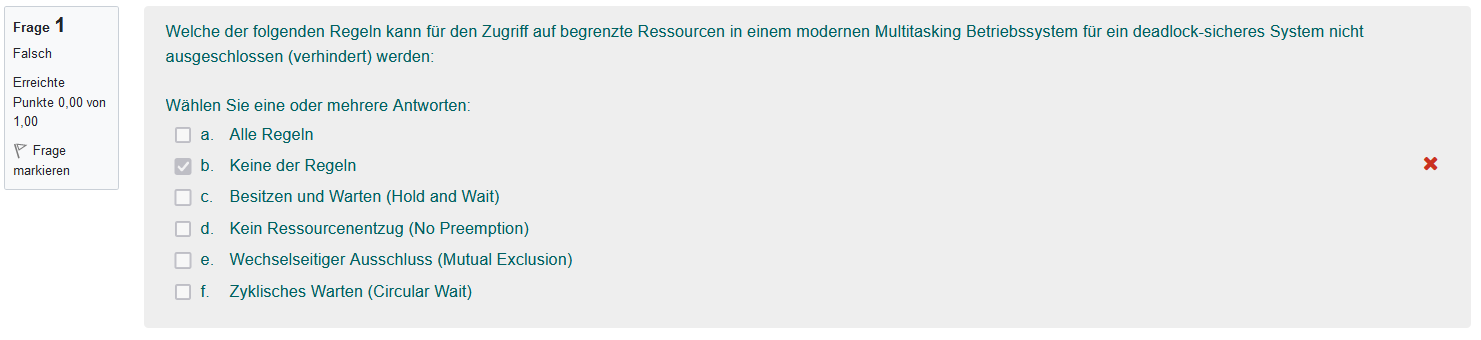 Frage 1
Falsch
Erreichte
Punkte 0,00 von
1,00
Frage
markieren
Welche der folgenden Regeln kann für den Zugriff auf begrenzte Ressourcen in einem modernen Multitasking Betriebssystem für ein deadlock-sicheres System nicht
ausgeschlossen (verhindert) werden:
Wählen Sie eine oder mehrere Antworten:
a. Alle Regeln
b. Keine der Regeln
c. Besitzen und Warten (Hold and Wait)
d. Kein Ressourcenentzug (No Preemption)
e. Wechselseitiger Ausschluss (Mutual Exclusion)
f. Zyklisches Warten (Circular Wait)